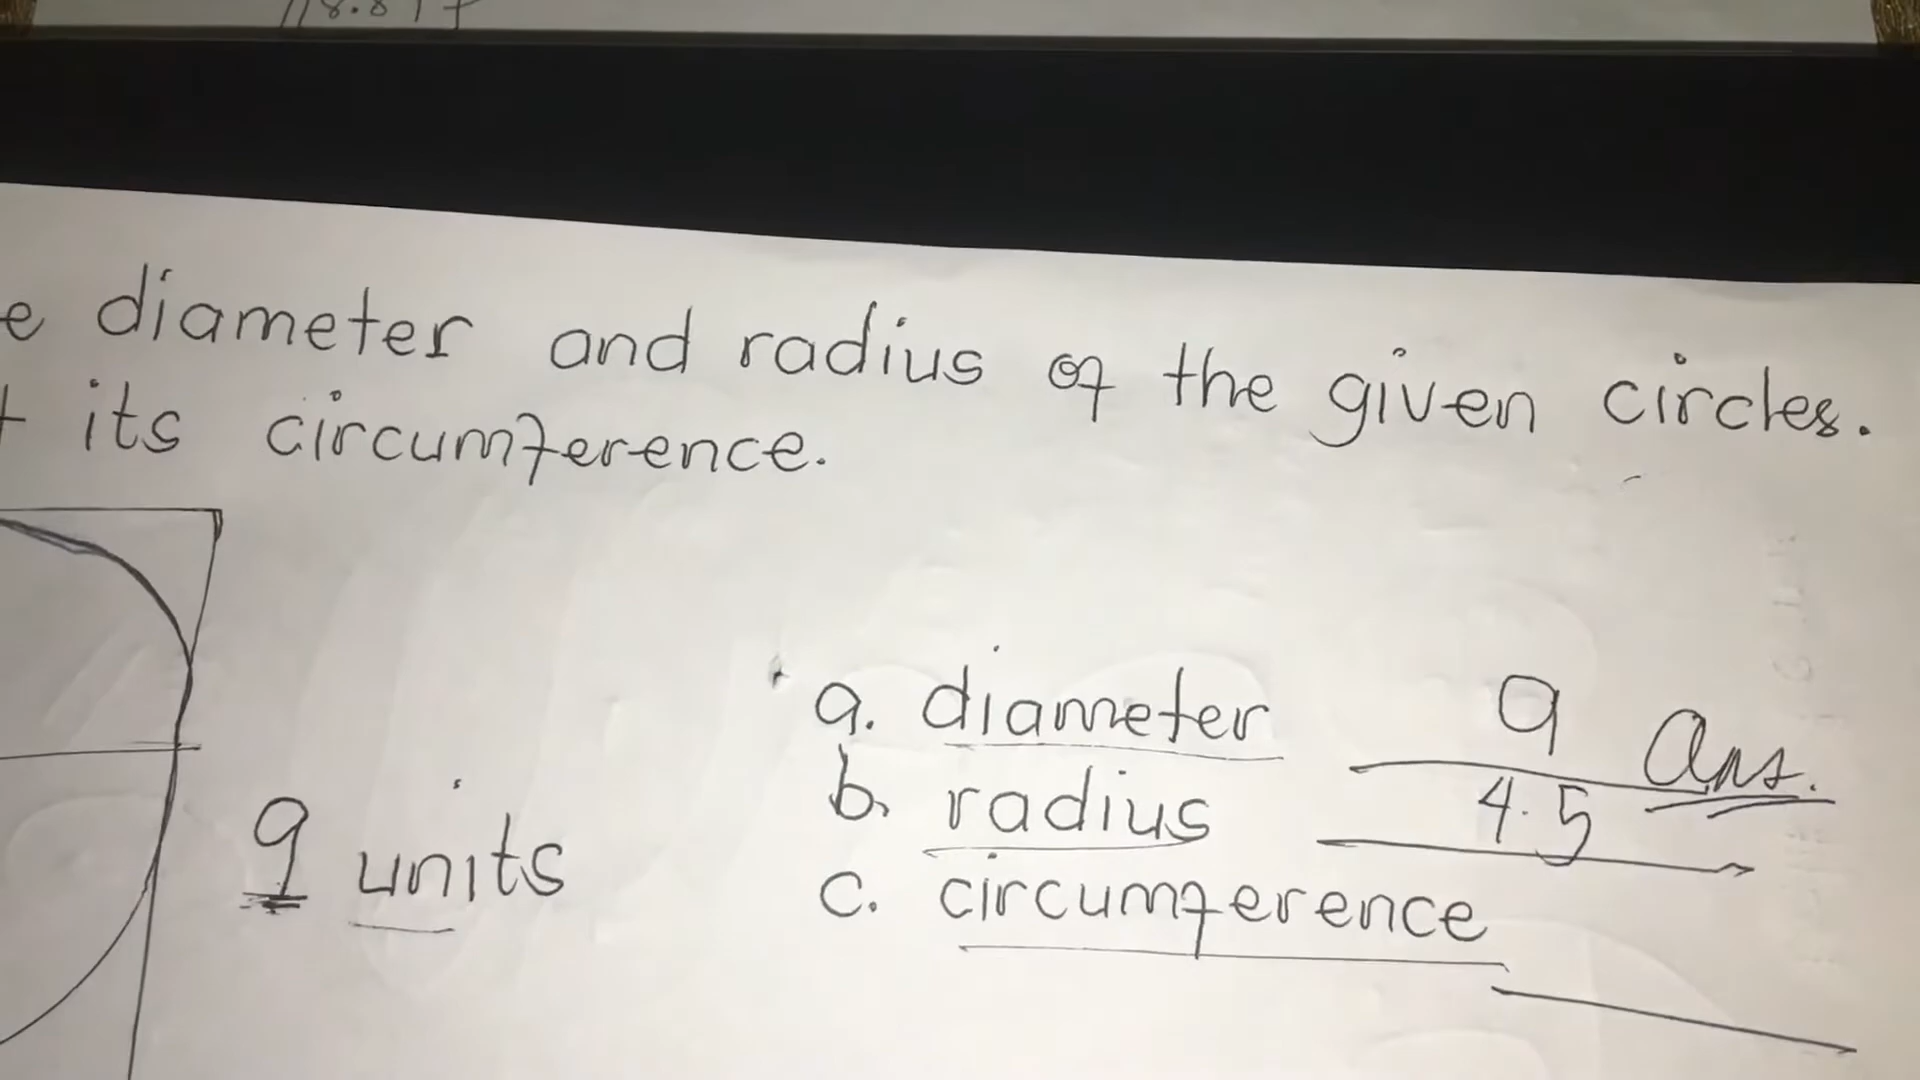 diameter and radius of the given circles.
its circumference.
a. diameter 9 ans.
b. radius 4.5
9 units
c. circumference